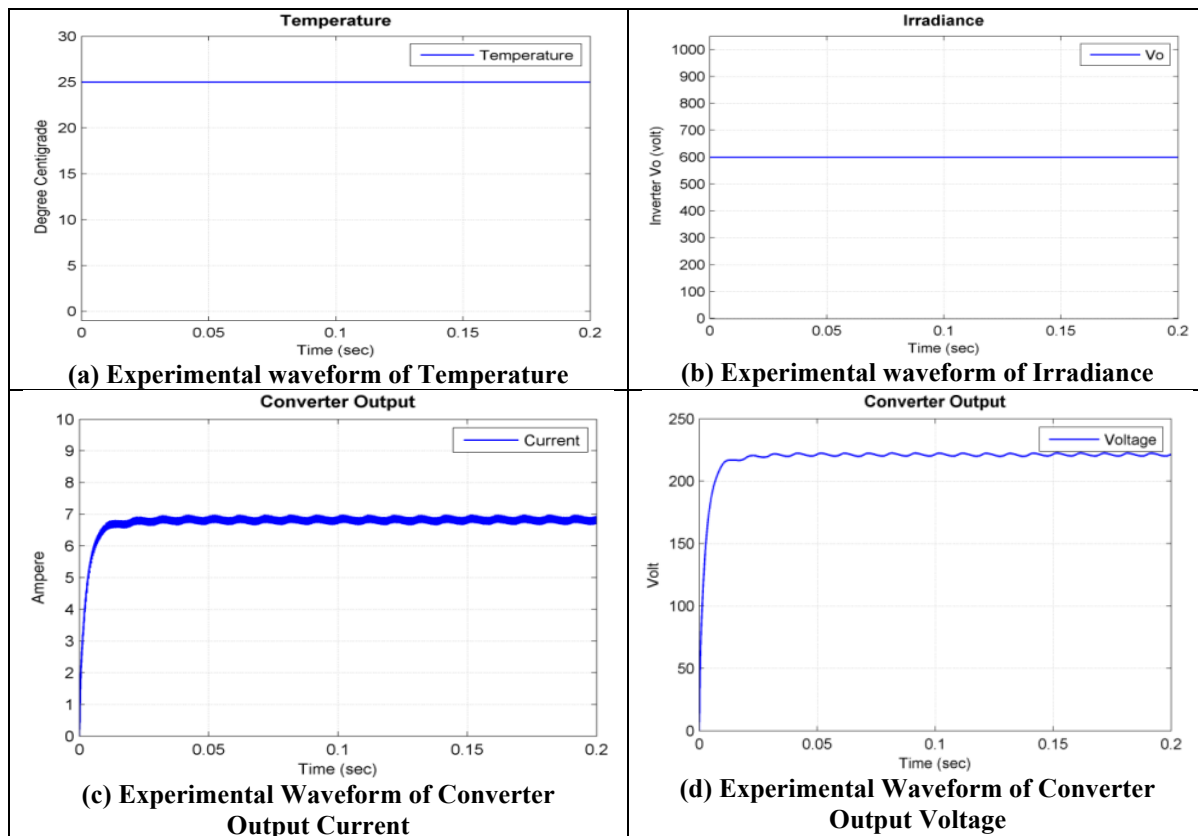 Temperature
30
25
20
15
10
5
0
Degree Centigrade
Temperature
0 0.05 0.1 0.15 0.2
Time (sec)
(a) Experimental waveform of Temperature
Irradiance
1000
900
800
700
600
500
400
300
200
100
0
Inverter Vo (volt)
Vo
0 0.05 0.1 0.15 0.2
Time (sec)
(b) Experimental waveform of Irradiance
Converter Output
10
9
8
7
6
5
4
3
2
1
0
Ampere
Current
0 0.05 0.1 0.15 0.2
Time (sec)
(c) Experimental Waveform of Converter
Output Current
Converter Output
250
200
150
100
50
0
Volt
Voltage
0 0.05 0.1 0.15 0.2
Time (sec)
(d) Experimental Waveform of Converter
Output Voltage